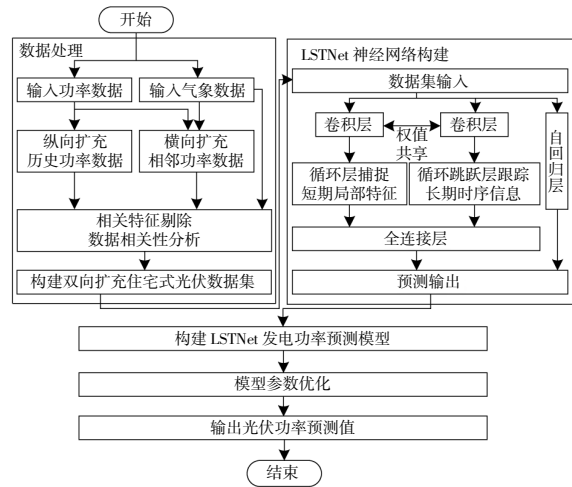 开始
数据处理
输入功率数据
输入气象数据
纵向扩充
历史功率数据
横向扩充
相邻功率数据
相关特征剔除
数据相关性分析
构建双向扩充住宅式光伏数据集
LSTNet 神经网络构建
数据集输入
卷积层
权值
共享
卷积层
自回归层
循环层捕捉
短期局部特征
循环跳跃层跟踪
长期时序信息
全连接层
预测输出
构建 LSTNet 发电功率预测模型
模型参数优化
输出光伏功率预测值
结束